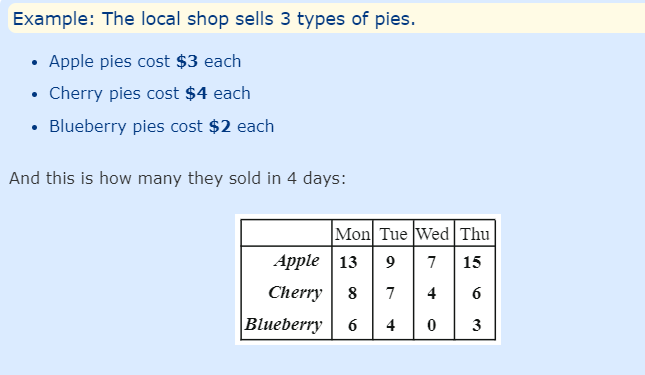 Example: The local shop sells 3 types of pies.
• Apple pies cost $3 each
• Cherry pies cost $4 each
• Blueberry pies cost $2 each
And this is how many they sold in 4 days:
Mon Tue Wed Thu
Apple 13 9 7 15
Cherry 8 7 4 6
Blueberry 6 4 0 3